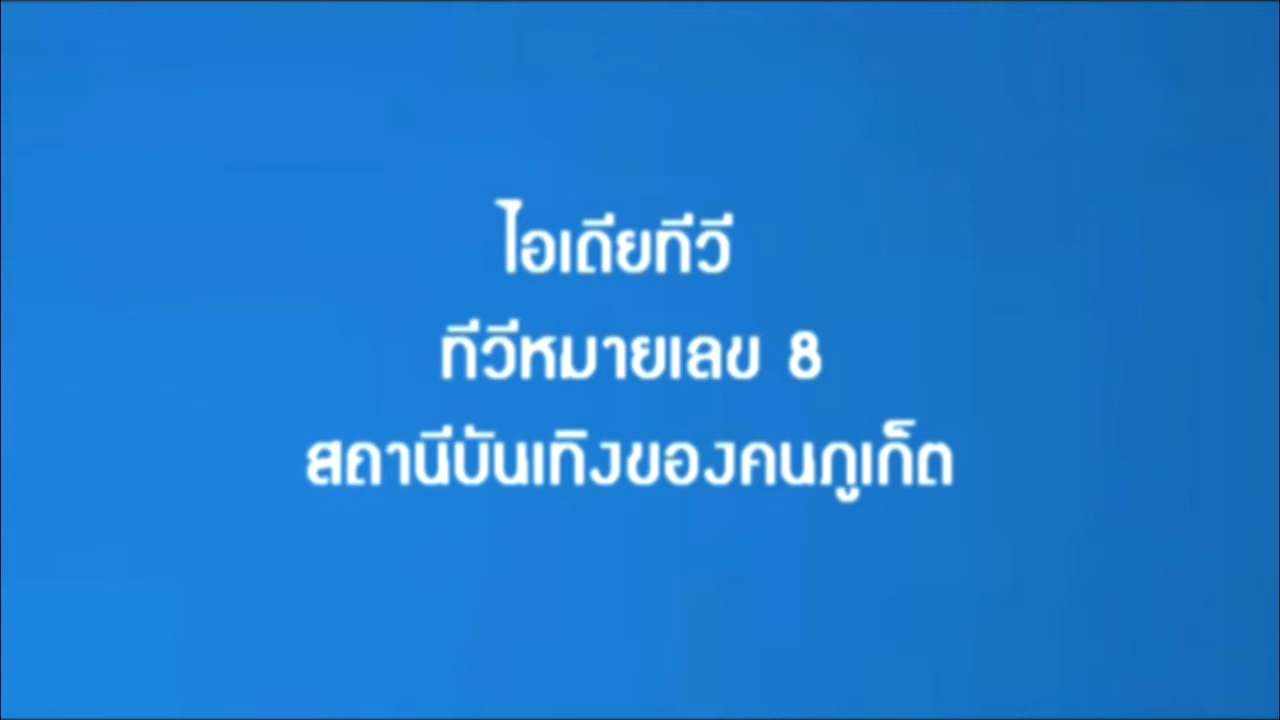 ไอเดียทีวี
ทีวีหมายเลข 8
สถานีบันเทิงของคนภูเก็ต